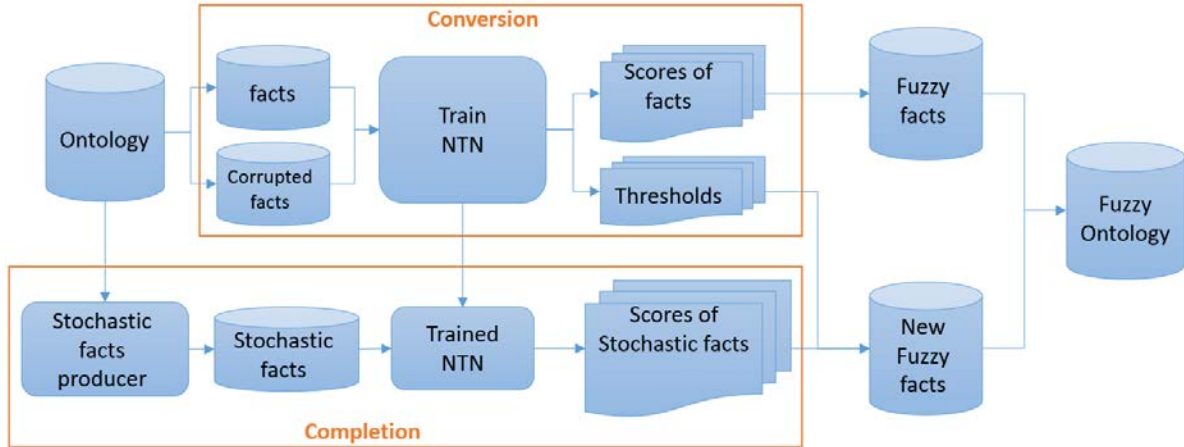 Conversion
Ontology
facts
Corrupted
facts
Train
NTN
Scores of
facts
Thresholds
Fuzzy
facts
Fuzzy
Ontology
Stochastic
facts
producer
Stochastic
facts
Trained
NTN
Scores of
Stochastic facts
New
Fuzzy
facts
Completion